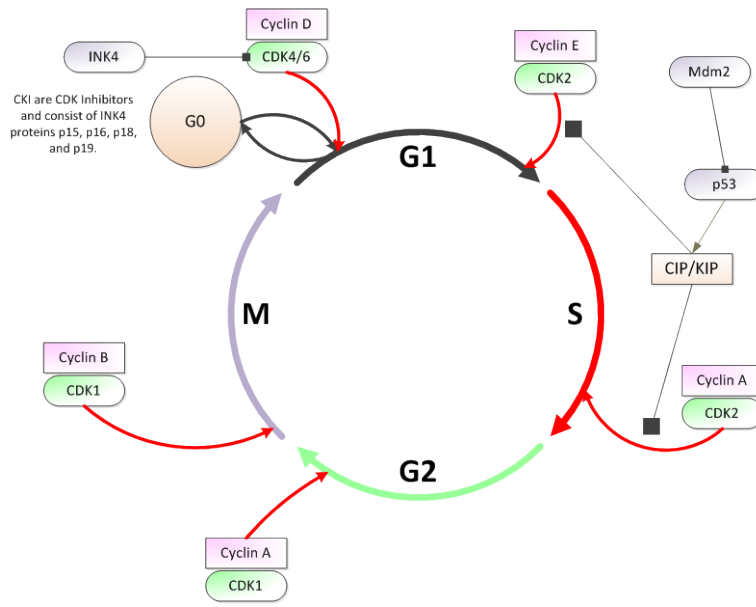 Cyclin D
CDK4/6
INK4
CKI are CDK Inhibitors
and consist of INK4
proteins p15, p16, p18,
and p19.
G0
Cyclin E
CDK2
Mdm2
p53
CIP/KIP
G1
M
S
G2
Cyclin B
CDK1
Cyclin A
CDK2
Cyclin A
CDK1